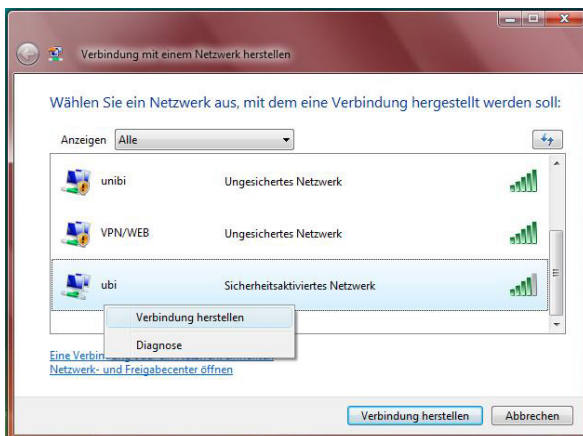 Verbindung mit einem Netzwerk herstellen
Wählen Sie ein Netzwerk aus, mit dem eine Verbindung hergestellt werden soll:
Anzeigen Alle
unibi Ungesichertes Netzwerk
VPN/WEB Ungesichertes Netzwerk
ubi Sicherheitsaktiviertes Netzwerk
Verbindung herstellen
Diagnose
Eine
Netzwerk- und Freigabecenter öffnen
Verbindung herstellen Abbrechen